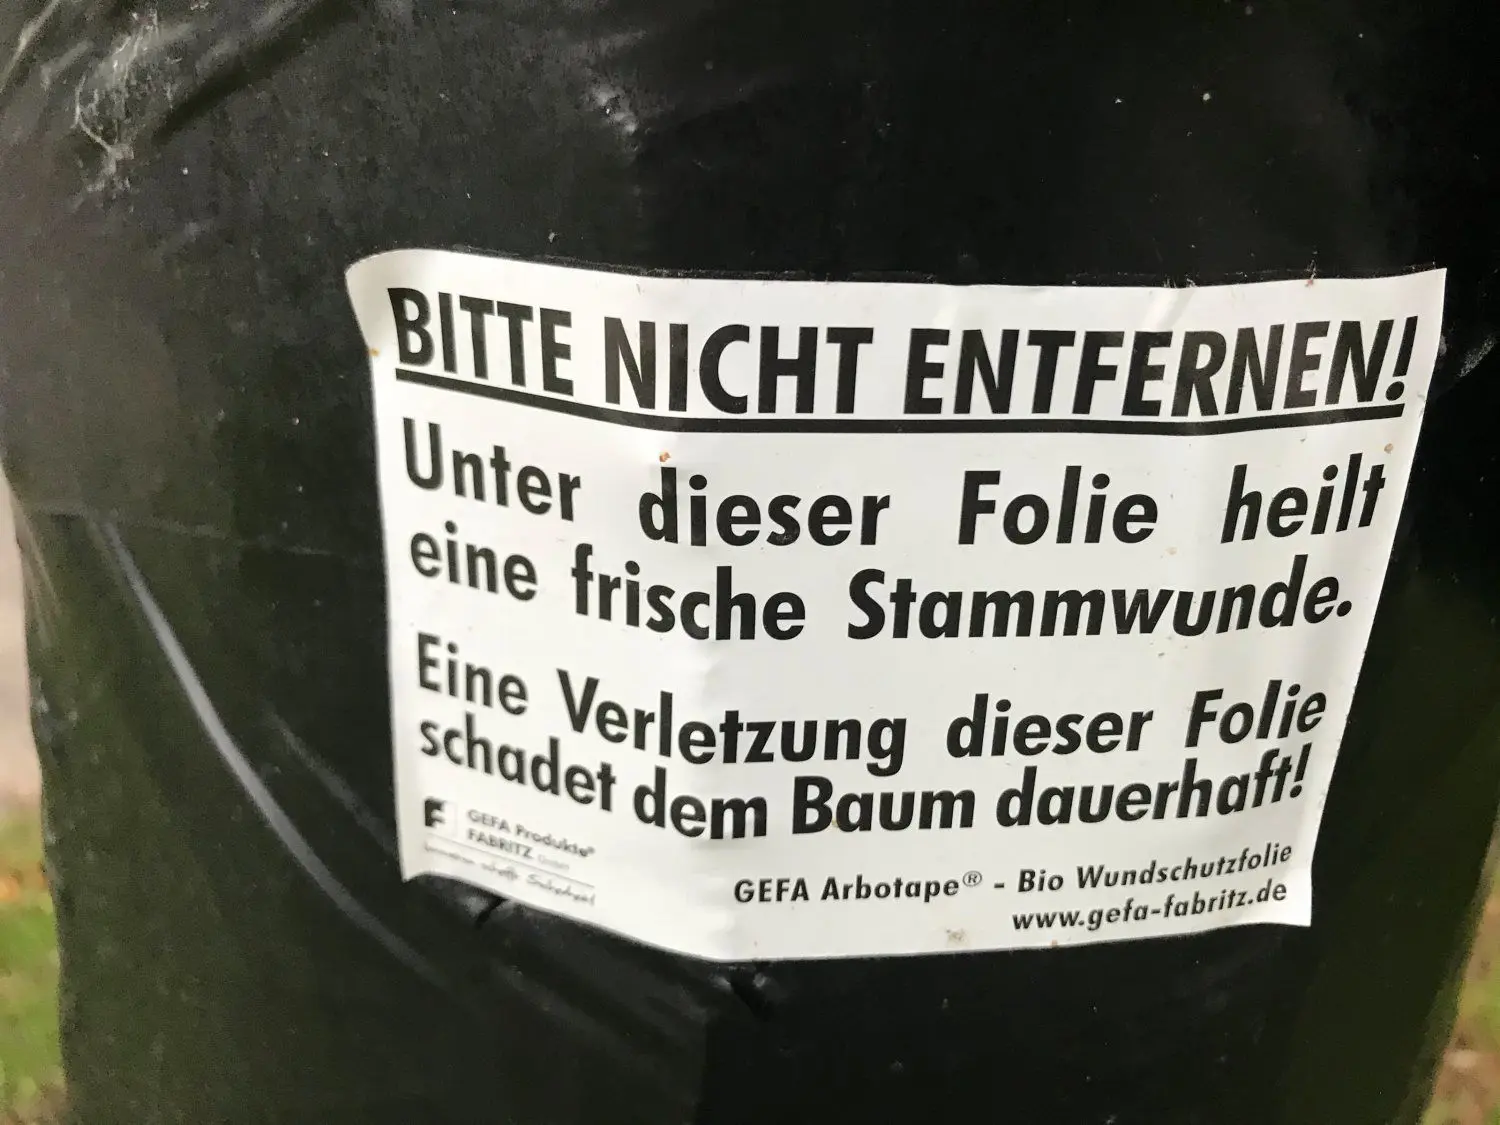 BITTE NICHT ENTFERNEN!
Unter dieser Folie heilt
eine frische Stammwunde.
Eine Verletzung dieser Folie
schadet dem Baum dauerhaft!
GEFA Produkte®
FABRITZ GmbH
GEFA Arbotape® - Bio Wundschutzfolie
www.gefa-fabritz.de